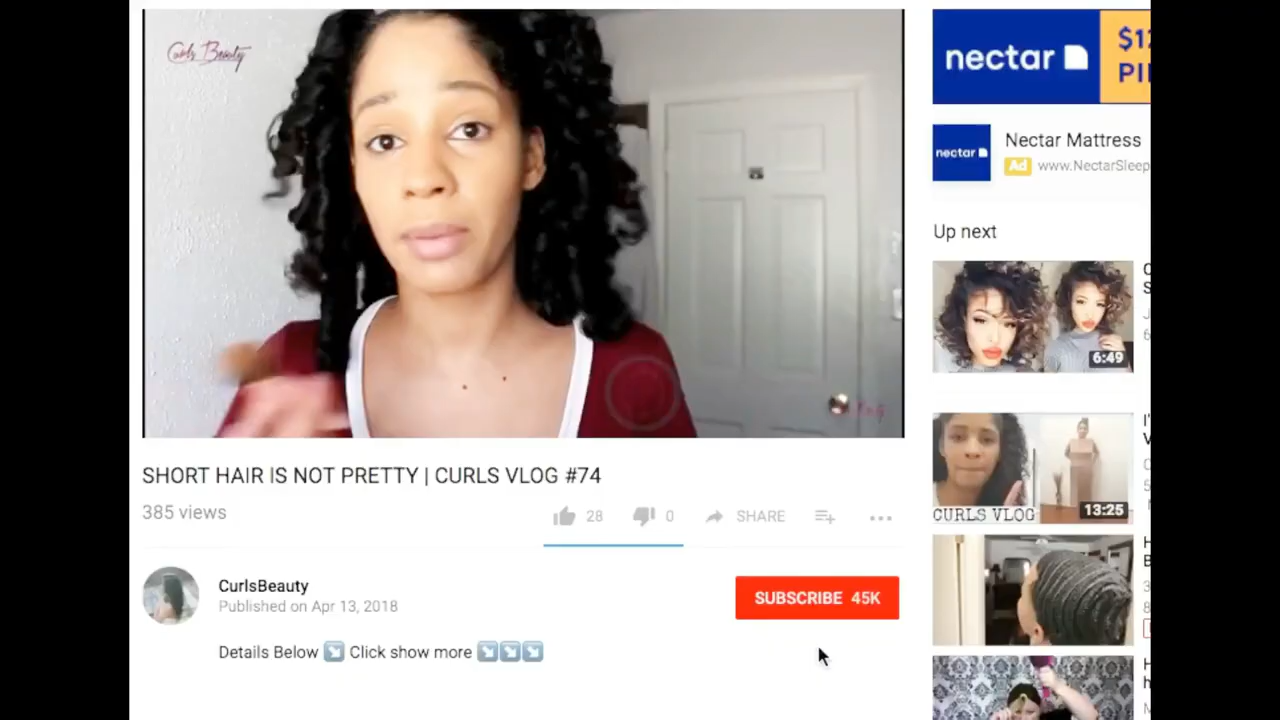 Curls Beauty
nectar
$1
PI
nectar
Nectar Mattress
Ad www.NectarSleep
Up next
6:49
CURLS VLOG
13:25
SHORT HAIR IS NOT PRETTY | CURLS VLOG #74
385 views
28
0
SHARE
CurlsBeauty
Published on Apr 13, 2018
SUBSCRIBE 45K
Details Below ↘️ Click show more ↘️↘️↘️